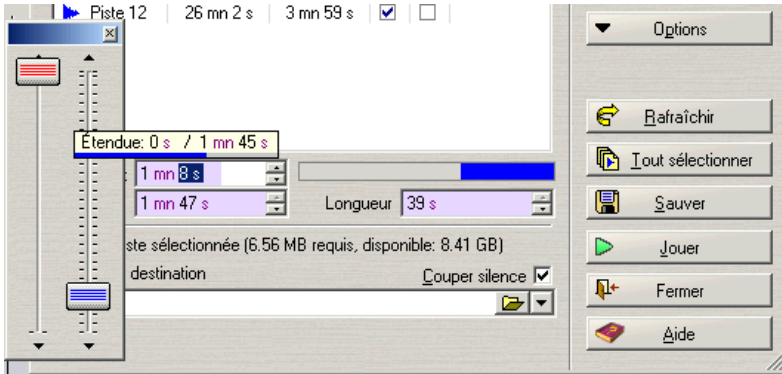 Piste 12 26 mn 2 s 3 mn 59 s
Options
Rafraîchir
Étendue: 0 s / 1 mn 45 s
: 1 mn 8 s
Tout sélectionner
1 mn 47 s Longueur 39 s
Sauver
ste sélectionnée (6.56 MB requis, disponible: 8.41 GB)
Jouer
destination Couper silence
Fermer
Aide